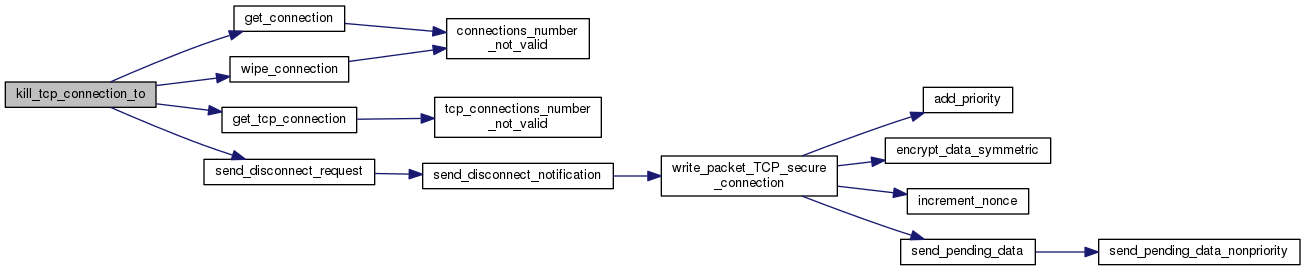 kill_tcp_connection_to
get_connection
wipe_connection
get_tcp_connection
send_disconnect_request
connections_number
_not_valid
tcp_connections_number
_not_valid
send_disconnect_notification
write_packet_TCP_secure
_connection
add_priority
encrypt_data_symmetric
increment_nonce
send_pending_data
send_pending_data_nonpriority